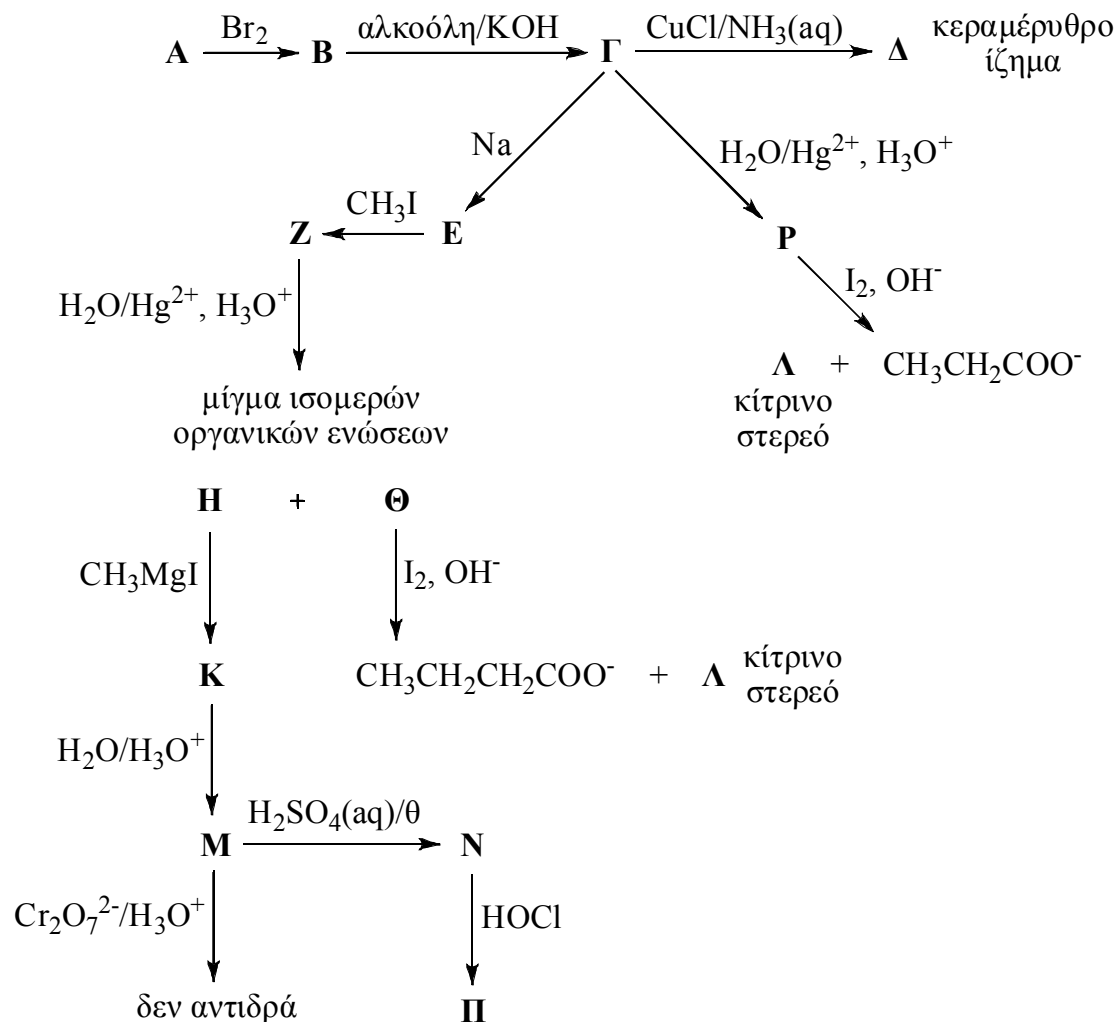 Α Br2 Β αλκοόλη/KOH Γ CuCl/NH3(aq) Δ κεραμέρυθρο
ίζημα
Na H2O/Hg2+, H3O+
Ζ CH3I Ε Ρ
H2O/Hg2+, H3O+ I2, OH-
Λ + CH3CH2COO-
κίτρινο
στερεό
μίγμα ισομερών
οργανικών ενώσεων
Η + Θ
CH3MgI I2, OH-
Κ CH3CH2CH2COO- + Λ κίτρινο
στερεό
H2O/H3O+
Μ H2SO4(aq)/θ Ν
Cr2O72-/H3O+ HOCl
δεν αντιδρά Π